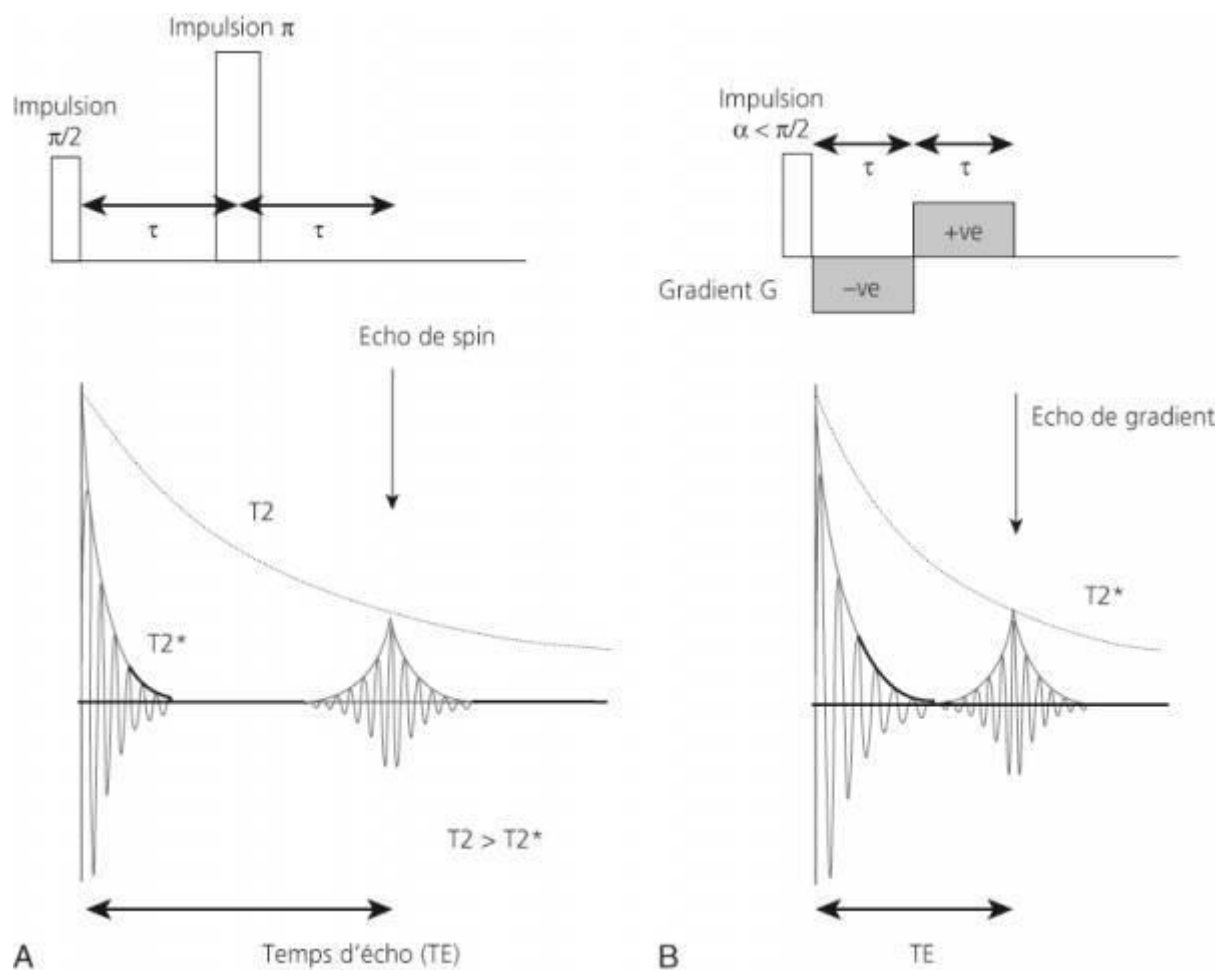 Impulsion π
Impulsion
π/2
τ
τ
Echo de spin
T2
T2*
T2 > T2*
Temps d'écho (TE)
A
Impulsion
α < π/2
τ
τ
+ve
–ve
Gradient G
Echo de gradient
T2*
TE
B